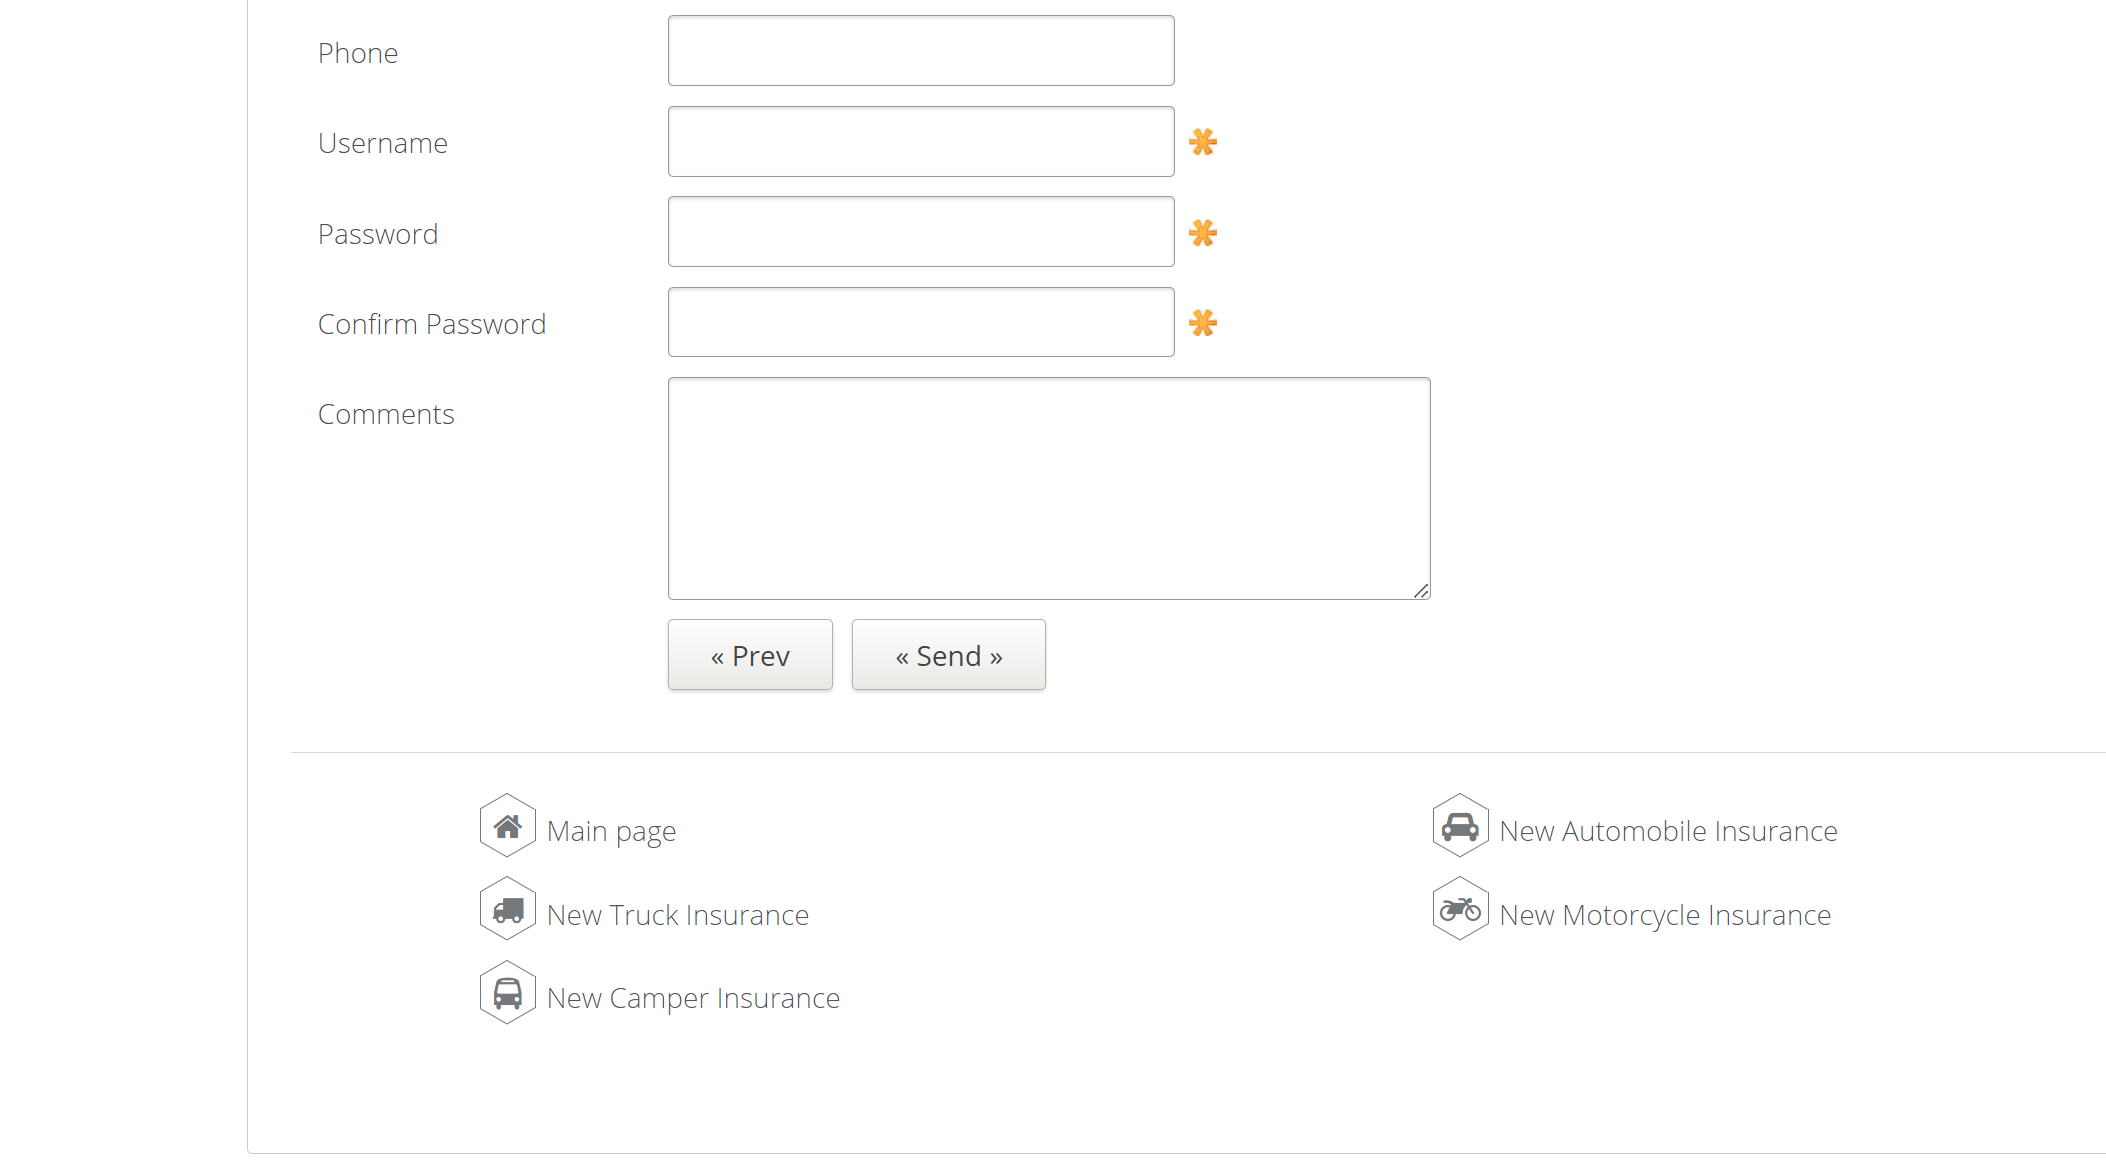 Phone
Username
Password
Confirm Password
Comments
« Prev
« Send »
Main page
New Automobile Insurance
New Truck Insurance
New Motorcycle Insurance
New Camper Insurance